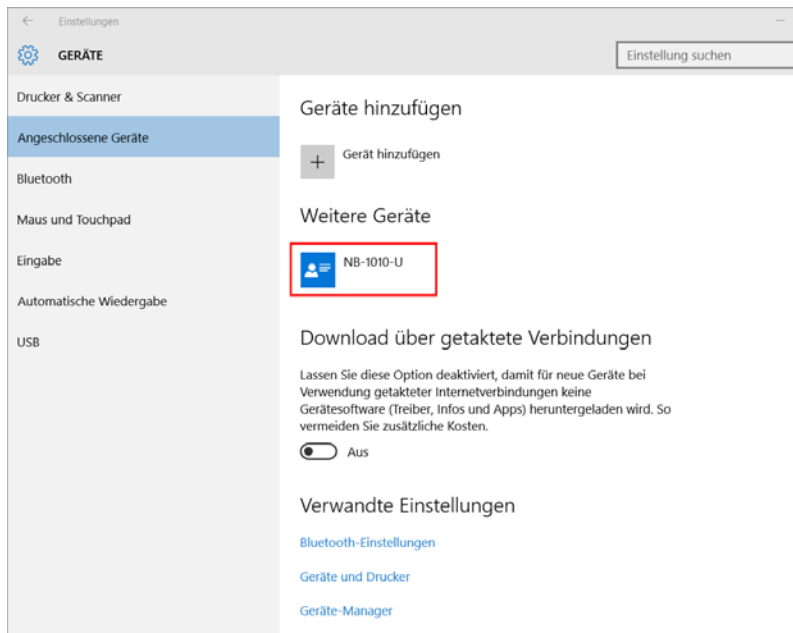 Einstellungen
GERÄTE
Einstellung suchen
Drucker & Scanner
Angeschlossene Geräte
Bluetooth
Maus und Touchpad
Eingabe
Automatische Wiedergabe
USB
Geräte hinzufügen
Gerät hinzufügen
Weitere Geräte
NB-1010-U
Download über getaktete Verbindungen
Lassen Sie diese Option deaktiviert, damit für neue Geräte bei
Verwendung getakteter Internetverbindungen keine
Gerätesoftware (Treiber, Infos und Apps) heruntergeladen wird. So
vermeiden Sie zusätzliche Kosten.
Aus
Verwandte Einstellungen
Bluetooth-Einstellungen
Geräte und Drucker
Geräte-Manager